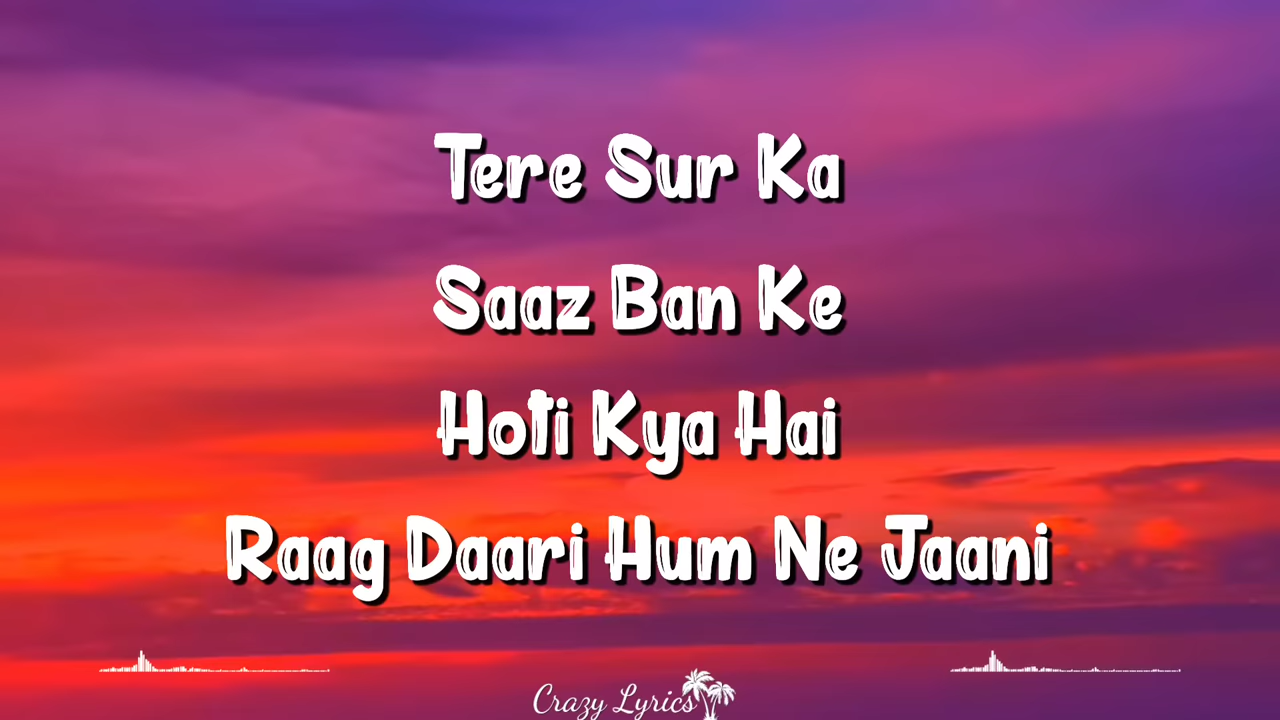 Tere Sur Ka
Saaz Ban Ke
Hoti Kya Hai
Raag Daari Hum Ne Jaani
Crazy Lyrics